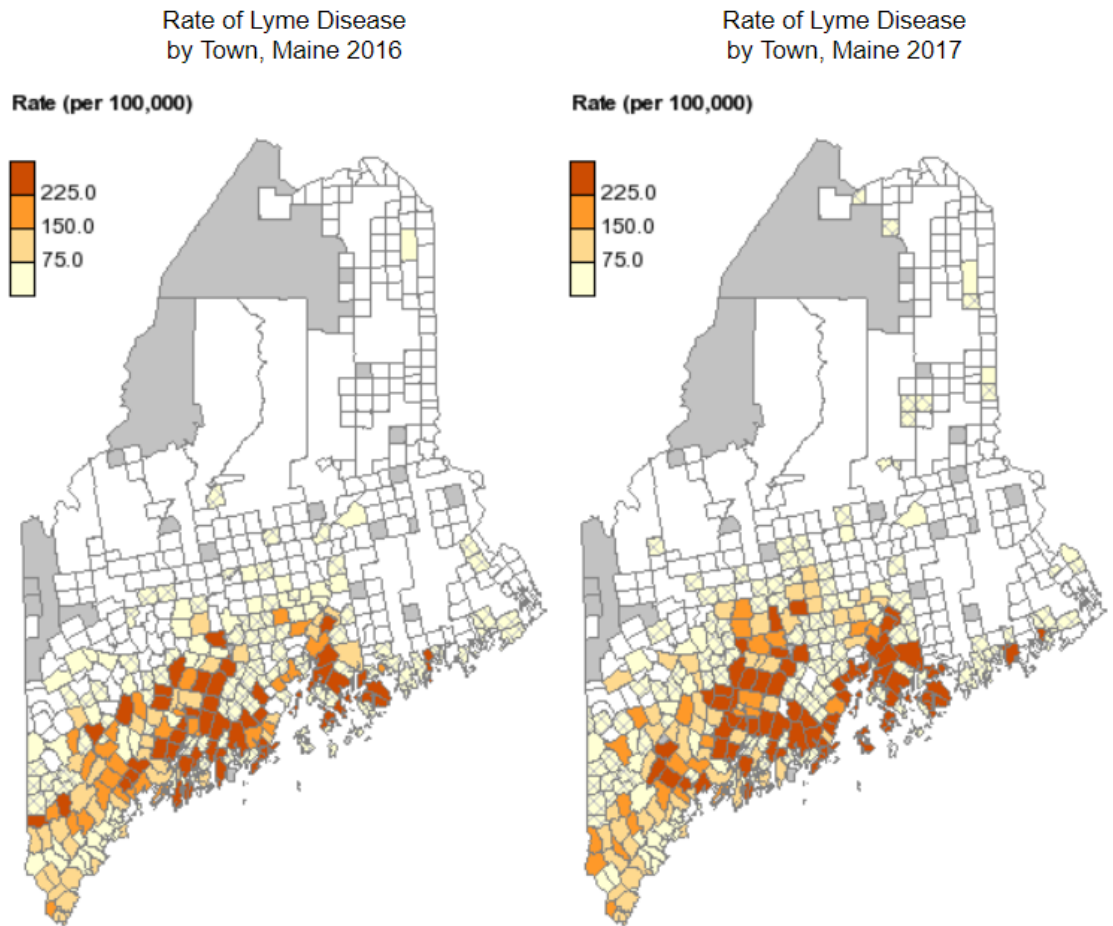 Rate of Lyme Disease
by Town, Maine 2016
Rate (per 100,000)
225.0
150.0
75.0
Rate of Lyme Disease
by Town, Maine 2017
Rate (per 100,000)
225.0
150.0
75.0